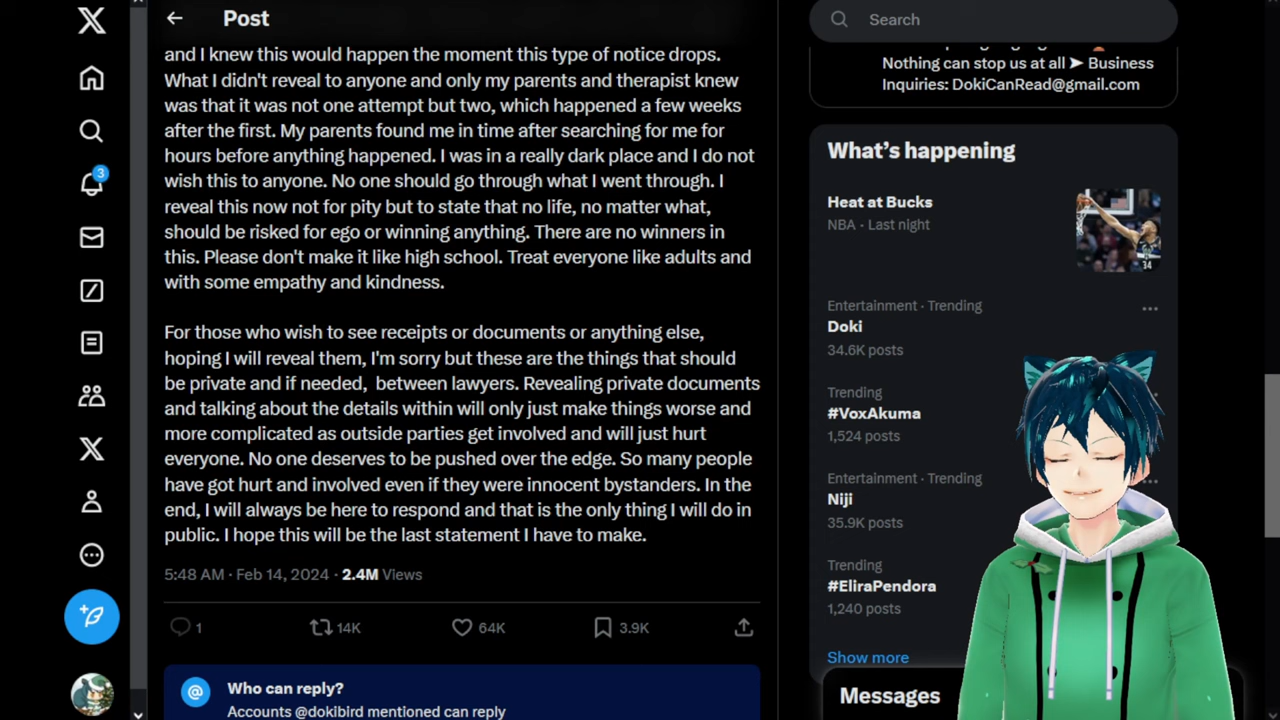 Post
Search
and I knew this would happen the moment this type of notice drops.
What I didn't reveal to anyone and only my parents and therapist knew
was that it was not one attempt but two, which happened a few weeks
after the first. My parents found me in time after searching for me for
hours before anything happened. I was in a really dark place and I do not
wish this to anyone. No one should go through what I went through. I
reveal this now not for pity but to state that no life, no matter what,
should be risked for ego or winning anything. There are no winners in
this. Please don't make it like high school. Treat everyone like adults and
with some empathy and kindness.
For those who wish to see receipts or documents or anything else,
hoping I will reveal them, I'm sorry but these are the things that should
be private and if needed,  between lawyers. Revealing private documents
and talking about the details within will only just make things worse and
more complicated as outside parties get involved and will just hurt
everyone. No one deserves to be pushed over the edge. So many people
have got hurt and involved even if they were innocent bystanders. In the
end, I will always be here to respond and that is the only thing I will do in
public. I hope this will be the last statement I have to make.
5:48 AM · Feb 14, 2024 · 2.4M Views
1
14K
64K
3.9K
Who can reply?
Accounts @dokibird mentioned can reply
3
Nothing can stop us at all ➤ Business
Inquiries: DokiCanRead@gmail.com
What's happening
Heat at Bucks
NBA · Last night
34
Entertainment · Trending
Doki
34.6K posts
Trending
#VoxAkuma
1,524 posts
Entertainment · Trending
Niji
35.9K posts
Trending
#EliraPendora
1,240 posts
Show more
Messages